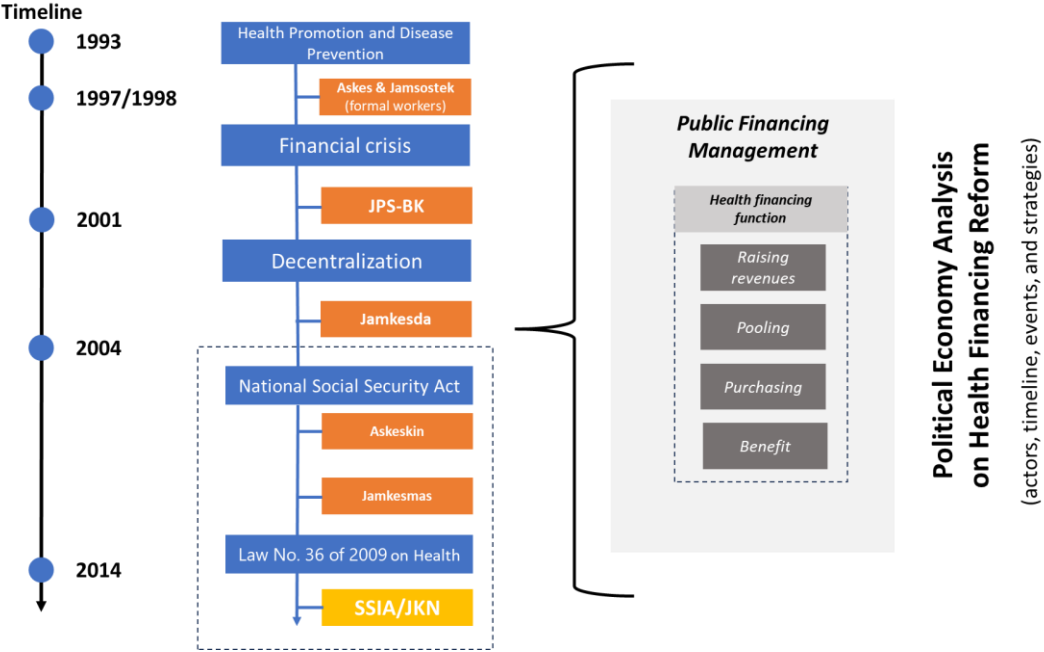 Timeline
1993
1997/1998
2001
2004
2014
Health Promotion and Disease
Prevention
Askes & Jamsostek
(formal workers)
Financial crisis
JPS-BK
Decentralization
Jamkesda
National Social Security Act
Askeskin
Jamkesmas
Law No. 36 of 2009 on Health
SSIA/JKN
Public Financing
Management
Health financing
function
Raising
revenues
Pooling
Purchasing
Benefit
Political Economy Analysis
on Health Financing Reform
(actors, timeline, events, and strategies)